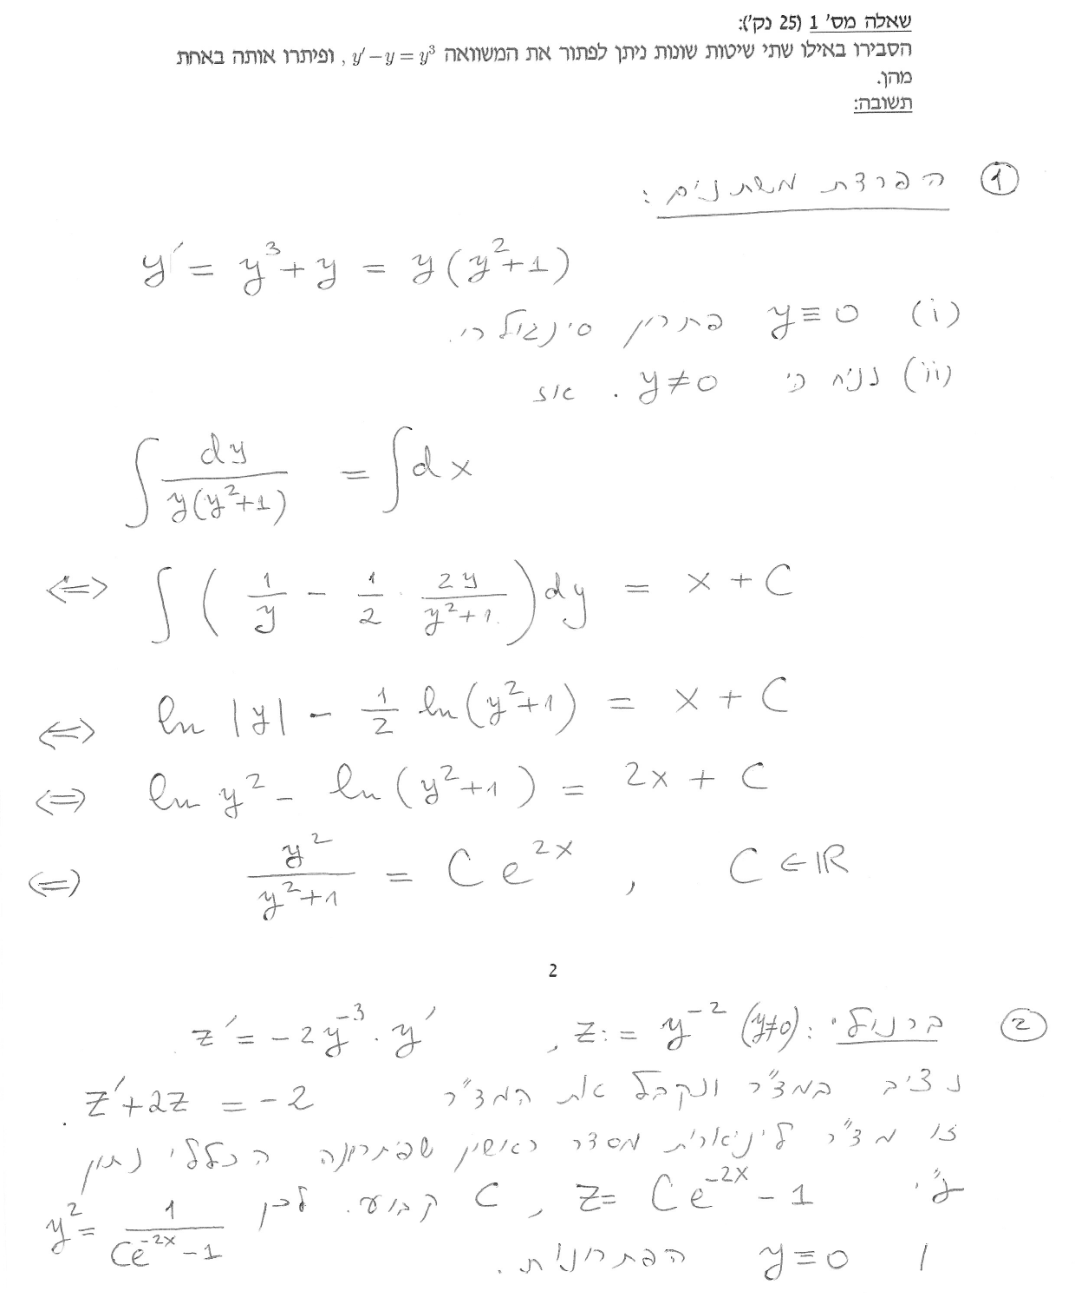 שאלה מס' 1 (25 נק'):
הסבירו באילו שתי שיטות שונות ניתן לפתור את המשוואה y′ − y = y³ , ופיתרו אותה באחת
מהן.
תשובה:
① הפרדת משתנים:
y′ = y³ + y = y(y²+1)
(i) y ≡ 0 פתרון סינגולרי.
(ii) נניח כי y ≠ 0. אז
∫ dy / y(y²+1) = ∫ dx
⟺ ∫ ( 1/y − 1/2 · 2y/(y²+1) ) dy = x + C
⟺ ln |y| − 1/2 ln(y²+1) = x + C
⟺ ln y² − ln(y²+1) = 2x + C
⟺ y²/(y²+1) = C e^{2x} , C ∈ ℝ
2
② ברנולי: (y≠0) z := y^{-2} , z′ = −2y^{-3} · y′
נציב במד"ר ונקבל את המד"ר z′ + 2z = −2 .
זו מד"ר ליניארית מסדר ראשון שפתרונה הכללי נתון
ע"י z = Ce^{-2x} − 1 , C קבוע. לכן y² = 1/(Ce^{-2x} − 1)
ו y ≡ 0 הפתרונות.